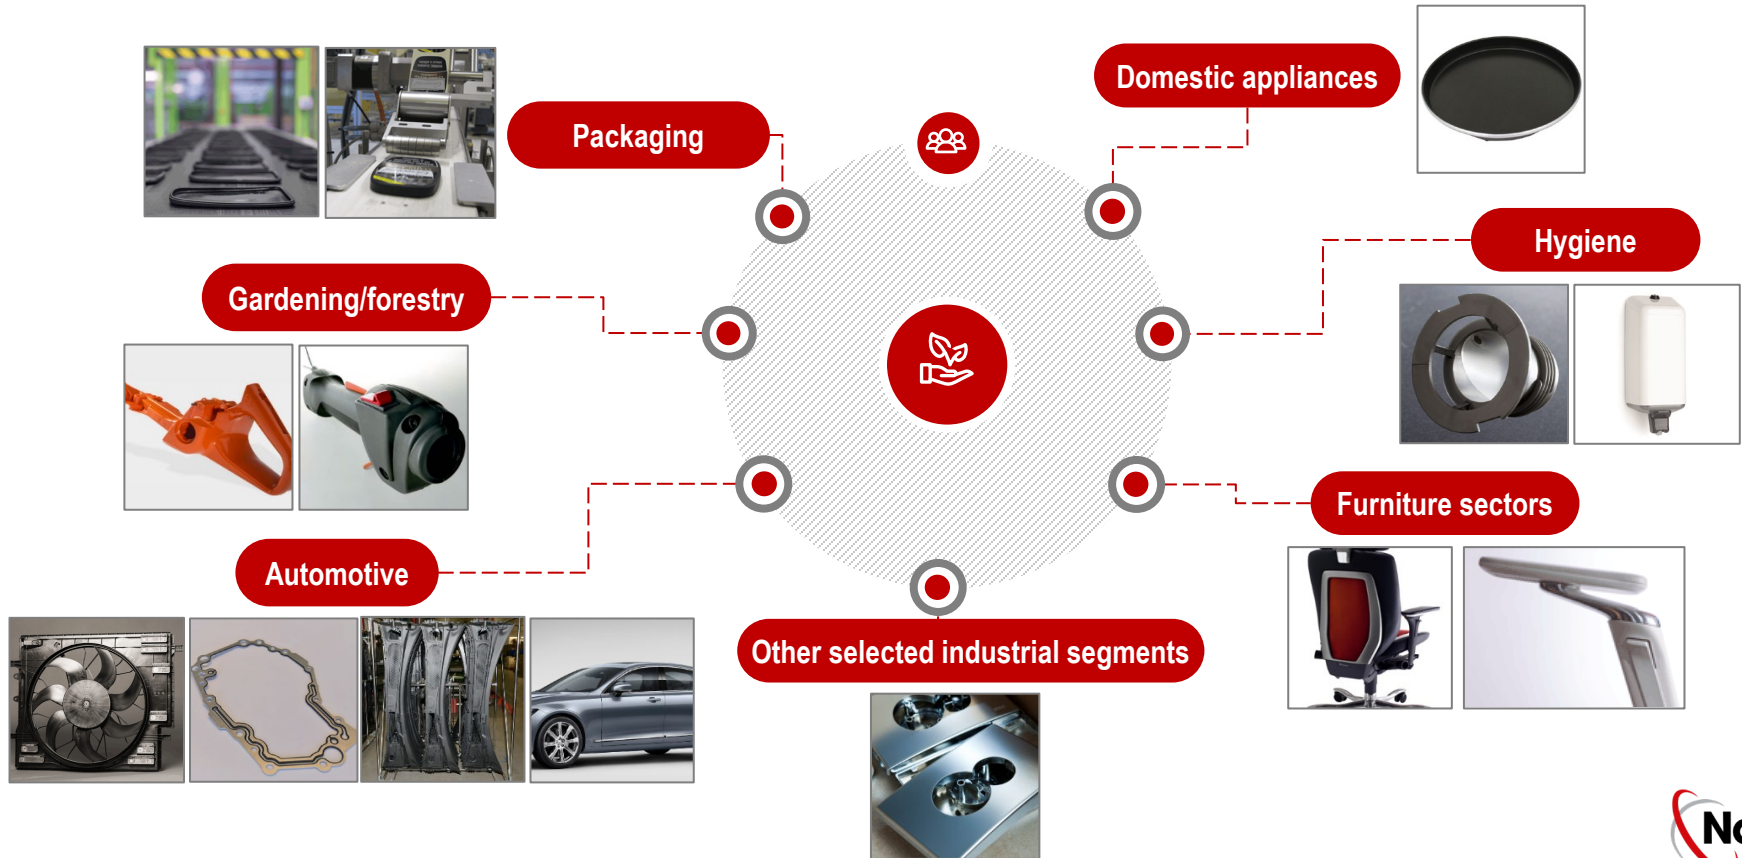 Domestic appliances
Packaging
Hygiene
Gardening/forestry
Furniture sectors
Automotive
Other selected industrial segments